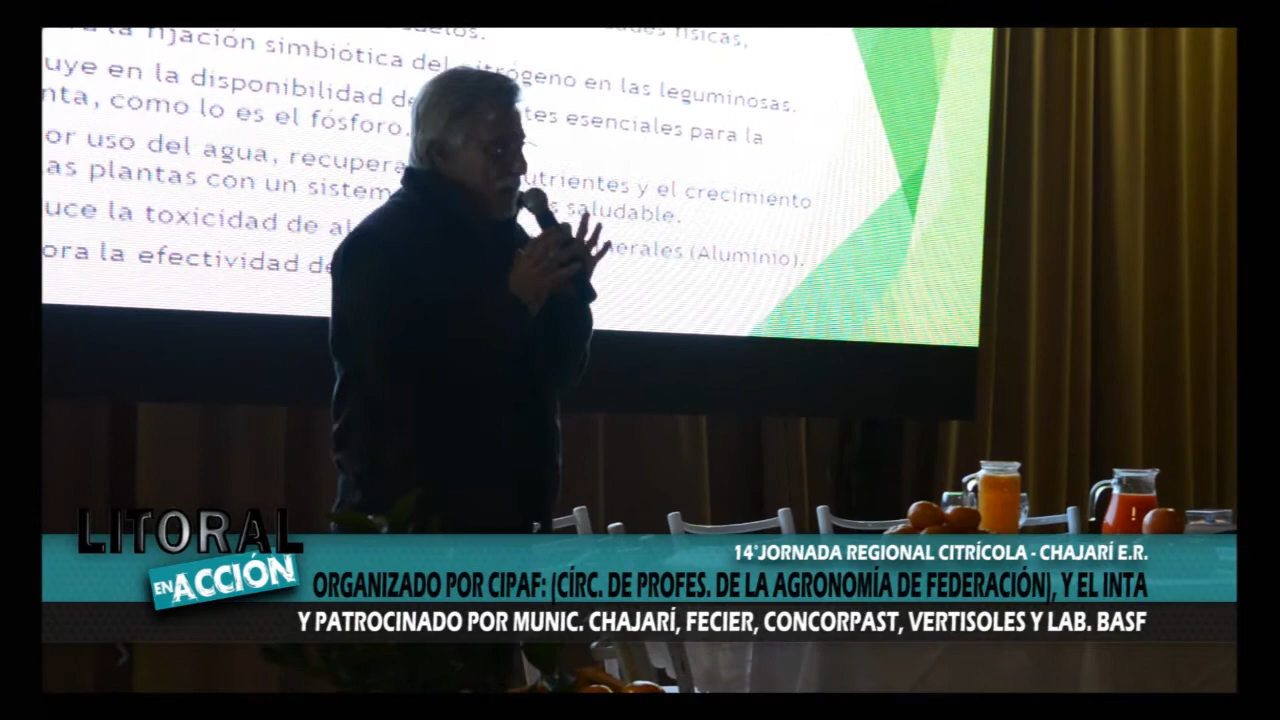 suelos. físicas,
la fijación simbiótica del nitrógeno en las leguminosas.
uye en la disponibilidad de tes esenciales para la
nta, como lo es el fósforo.
or uso del agua, recupera utrientes y el crecimiento
as plantas con un sistem saludable.
uce la toxicidad de al nerales (Aluminio).
ora la efectividad de
LITORAL
EN ACCIÓN
14°JORNADA REGIONAL CITRÍCOLA - CHAJARÍ E.R.
ORGANIZADO POR CIPAF: (CÍRC. DE PROFES. DE LA AGRONOMÍA DE FEDERACIÓN), Y EL INTA
Y PATROCINADO POR MUNIC. CHAJARÍ, FECIER, CONCORPAST, VERTISOLES Y LAB. BASF